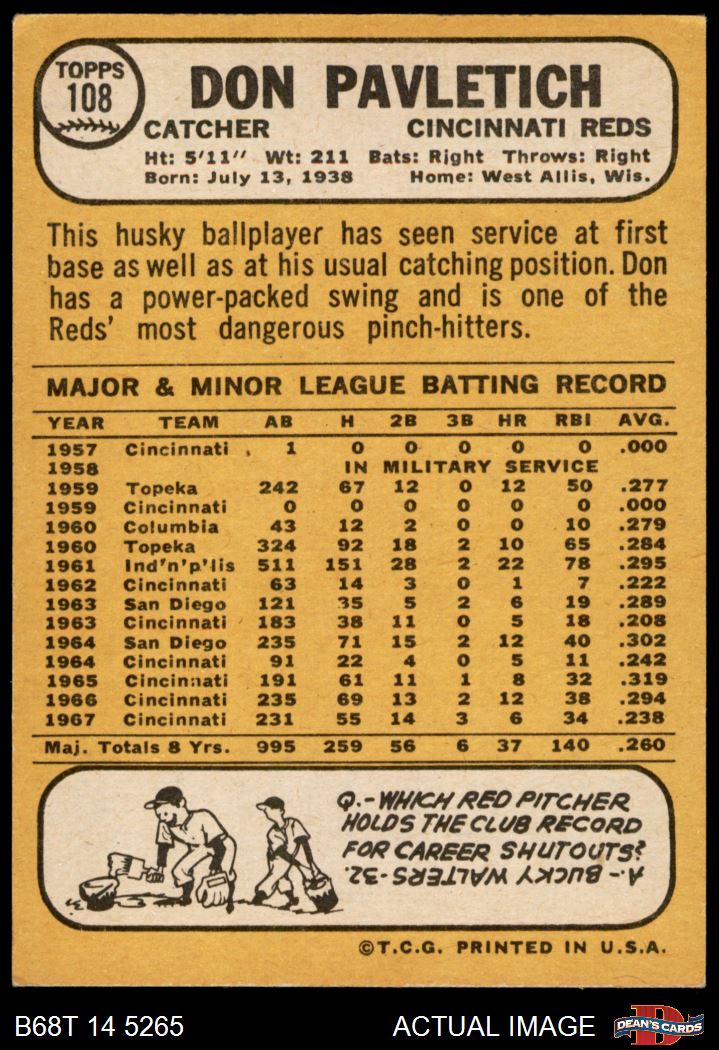 TOPPS
108
DON PAVLETICH
CATCHER CINCINNATI REDS
Ht: 5'11" Wt: 211 Bats: Right Throws: Right
Born: July 13, 1938 Home: West Allis, Wis.
This husky ballplayer has seen service at first
base as well as at his usual catching position. Don
has a power-packed swing and is one of the
Reds' most dangerous pinch-hitters.
MAJOR & MINOR LEAGUE BATTING RECORD
YEAR TEAM AB H 2B 3B HR RBI AVG.
1957 Cincinnati 1 0 0 0 0 0 .000
1958 IN MILITARY SERVICE
1959 Topeka 242 67 12 0 12 50 .277
1959 Cincinnati 0 0 0 0 0 0 .000
1960 Columbia 43 12 2 0 0 10 .279
1960 Topeka 324 92 18 2 10 65 .284
1961 Ind'n'p'lis 511 151 28 2 22 78 .295
1962 Cincinnati 63 14 3 0 1 7 .222
1963 San Diego 121 35 5 2 6 19 .289
1963 Cincinnati 183 38 11 0 5 18 .208
1964 San Diego 235 71 15 2 12 40 .302
1964 Cincinnati 91 22 4 0 5 11 .242
1965 Cincinnati 191 61 11 1 8 32 .319
1966 Cincinnati 235 69 13 2 12 38 .294
1967 Cincinnati 231 55 14 3 6 34 .238
Maj. Totals 8 Yrs. 995 259 56 6 37 140 .260
Q.-WHICH RED PITCHER
HOLDS THE CLUB RECORD
FOR CAREER SHUTOUTS?
A.-BUCKY WALTERS-32.
©T.C.G. PRINTED IN U.S.A.
B68T 14 5265 ACTUAL IMAGE DEAN'S CARDS